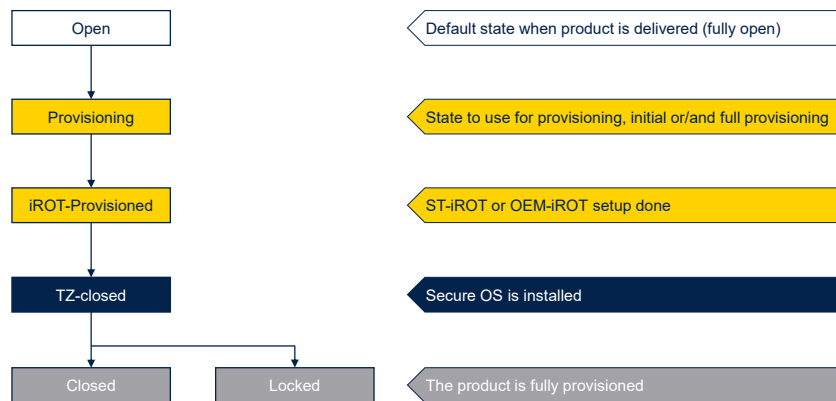 Open
Default state when product is delivered (fully open)
Provisioning
State to use for provisioning, initial or/and full provisioning
iROT-Provisioned
ST-iROT or OEM-iROT setup done
TZ-closed
Secure OS is installed
Closed
Locked
The product is fully provisioned